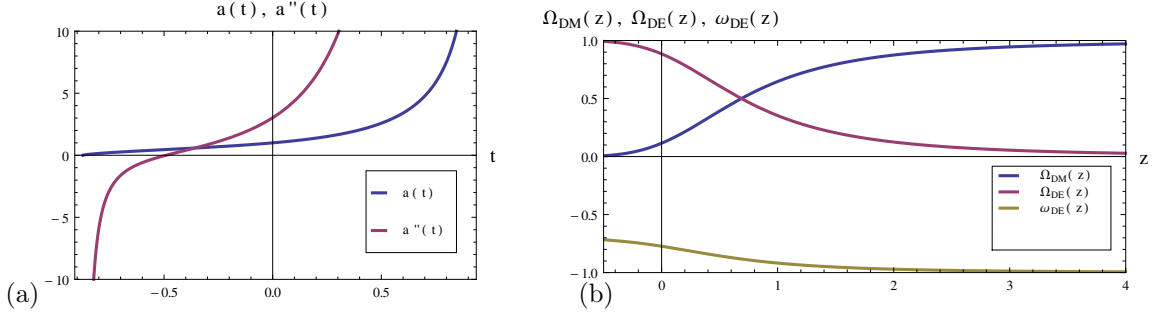 a(t), a''(t)
10
5
0
-5
-10
-0.5
0.0
0.5
t
a(t)
a''(t)
(a)
Ω_DM(z), Ω_DE(z), ω_DE(z)
1.0
0.5
0.0
-0.5
-1.0
0
1
2
3
4
z
Ω_DM(z)
Ω_DE(z)
ω_DE(z)
(b)